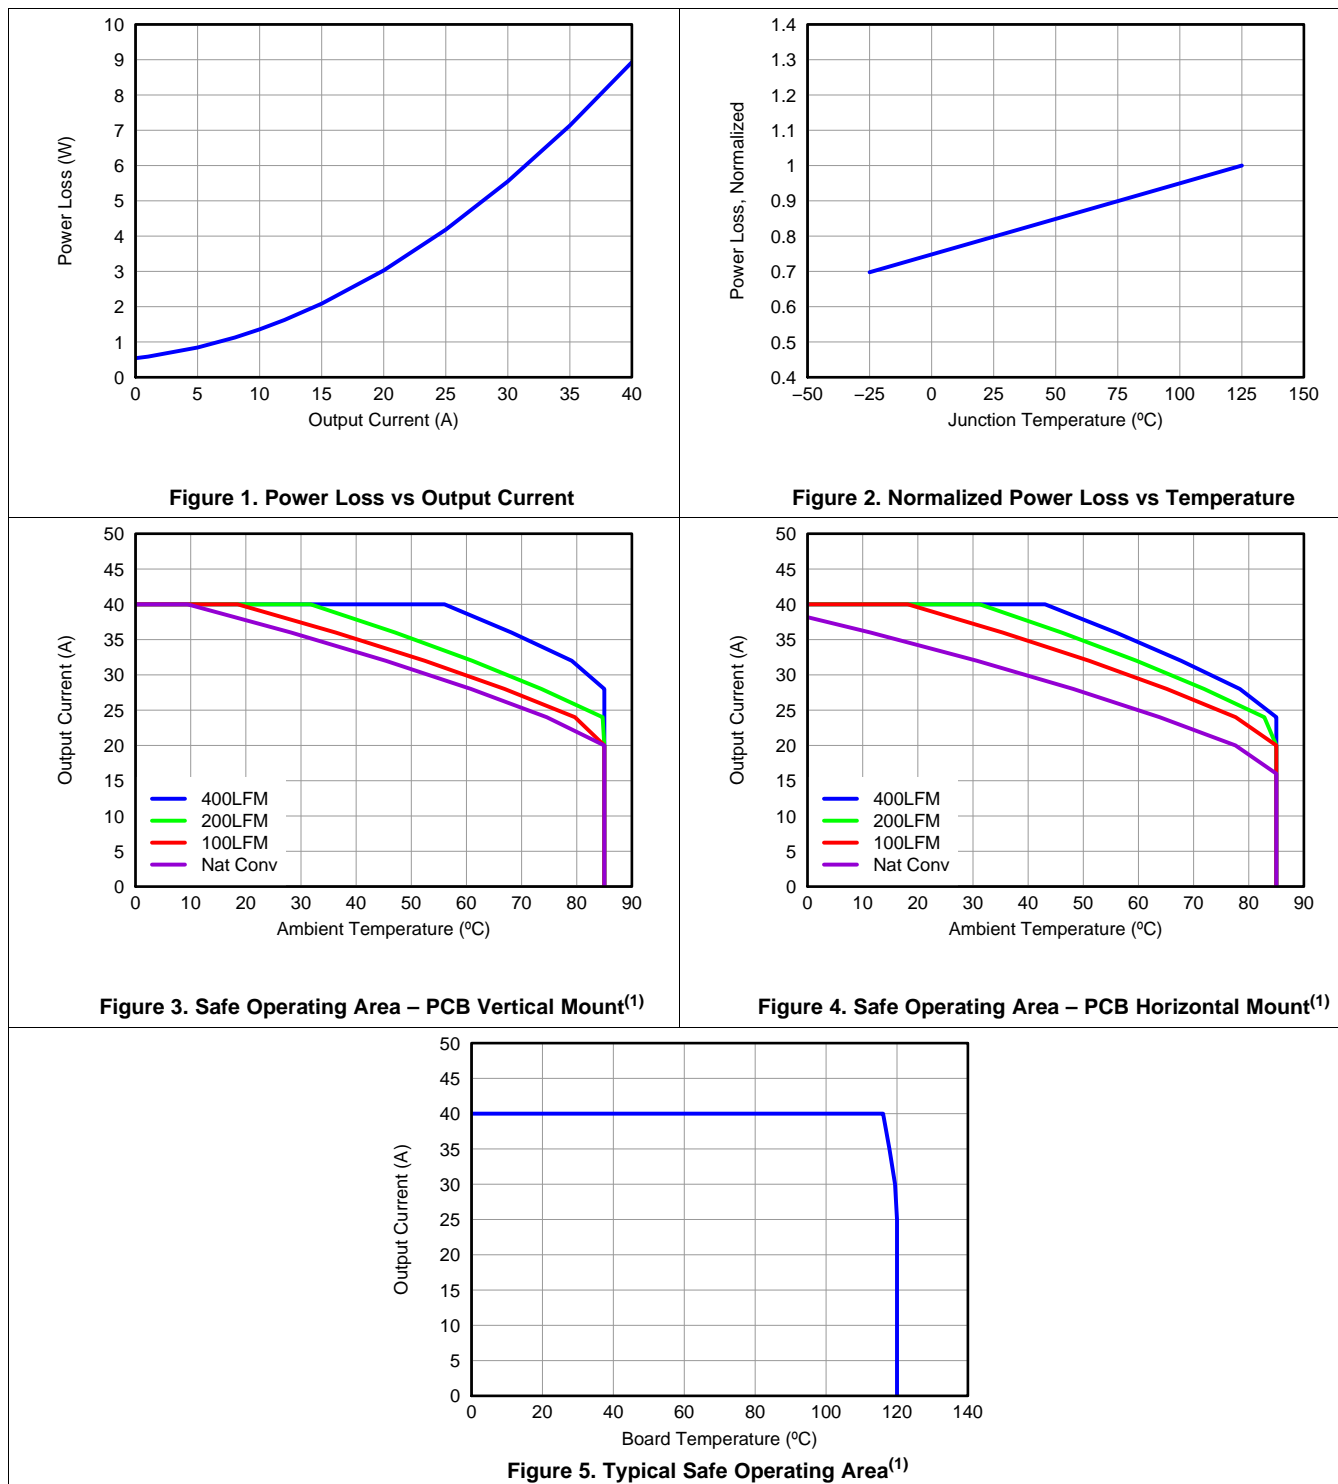 10
9
8
7
6
5
4
3
2
1
0
0 5 10 15 20 25 30 35 40
Power Loss (W)
Output Current (A)
Figure 1. Power Loss vs Output Current
1.4
1.3
1.2
1.1
1
0.9
0.8
0.7
0.6
0.5
0.4
−50 −25 0 25 50 75 100 125 150
Power Loss, Normalized
Junction Temperature (ºC)
Figure 2. Normalized Power Loss vs Temperature
50
45
40
35
30
25
20
15
10
5
0
0 10 20 30 40 50 60 70 80 90
Output Current (A)
400LFM
200LFM
100LFM
Nat Conv
Ambient Temperature (ºC)
Figure 3. Safe Operating Area – PCB Vertical Mount(1)
50
45
40
35
30
25
20
15
10
5
0
0 10 20 30 40 50 60 70 80 90
Output Current (A)
400LFM
200LFM
100LFM
Nat Conv
Ambient Temperature (ºC)
Figure 4. Safe Operating Area – PCB Horizontal Mount(1)
50
45
40
35
30
25
20
15
10
5
0
0 20 40 60 80 100 120 140
Output Current (A)
Board Temperature (ºC)
Figure 5. Typical Safe Operating Area(1)